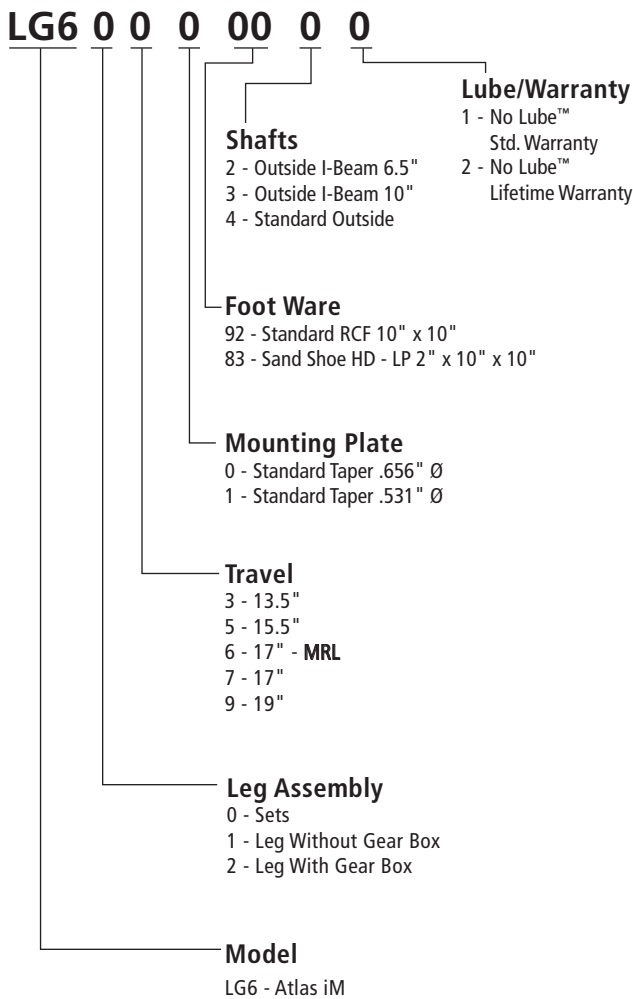 LG6 0 0 0 00 0 0
Lube/Warranty
1 - No Lube™
Std. Warranty
2 - No Lube™
Lifetime Warranty
Shafts
2 - Outside I-Beam 6.5"
3 - Outside I-Beam 10"
4 - Standard Outside
Foot Ware
92 - Standard RCF 10" x 10"
83 - Sand Shoe HD - LP 2" x 10" x 10"
Mounting Plate
0 - Standard Taper .656" Ø
1 - Standard Taper .531" Ø
Travel
3 - 13.5"
5 - 15.5"
6 - 17" - MRL
7 - 17"
9 - 19"
Leg Assembly
0 - Sets
1 - Leg Without Gear Box
2 - Leg With Gear Box
Model
LG6 - Atlas iM